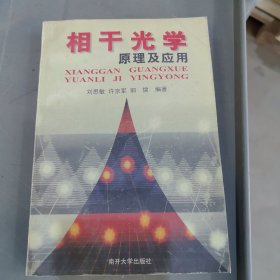 相干光学
原理及应用
XIANGGAN GUANGXUE
YUANLI JI YINGYONG
刘思敏 许京军 郭儒 编著
南开大学出版社